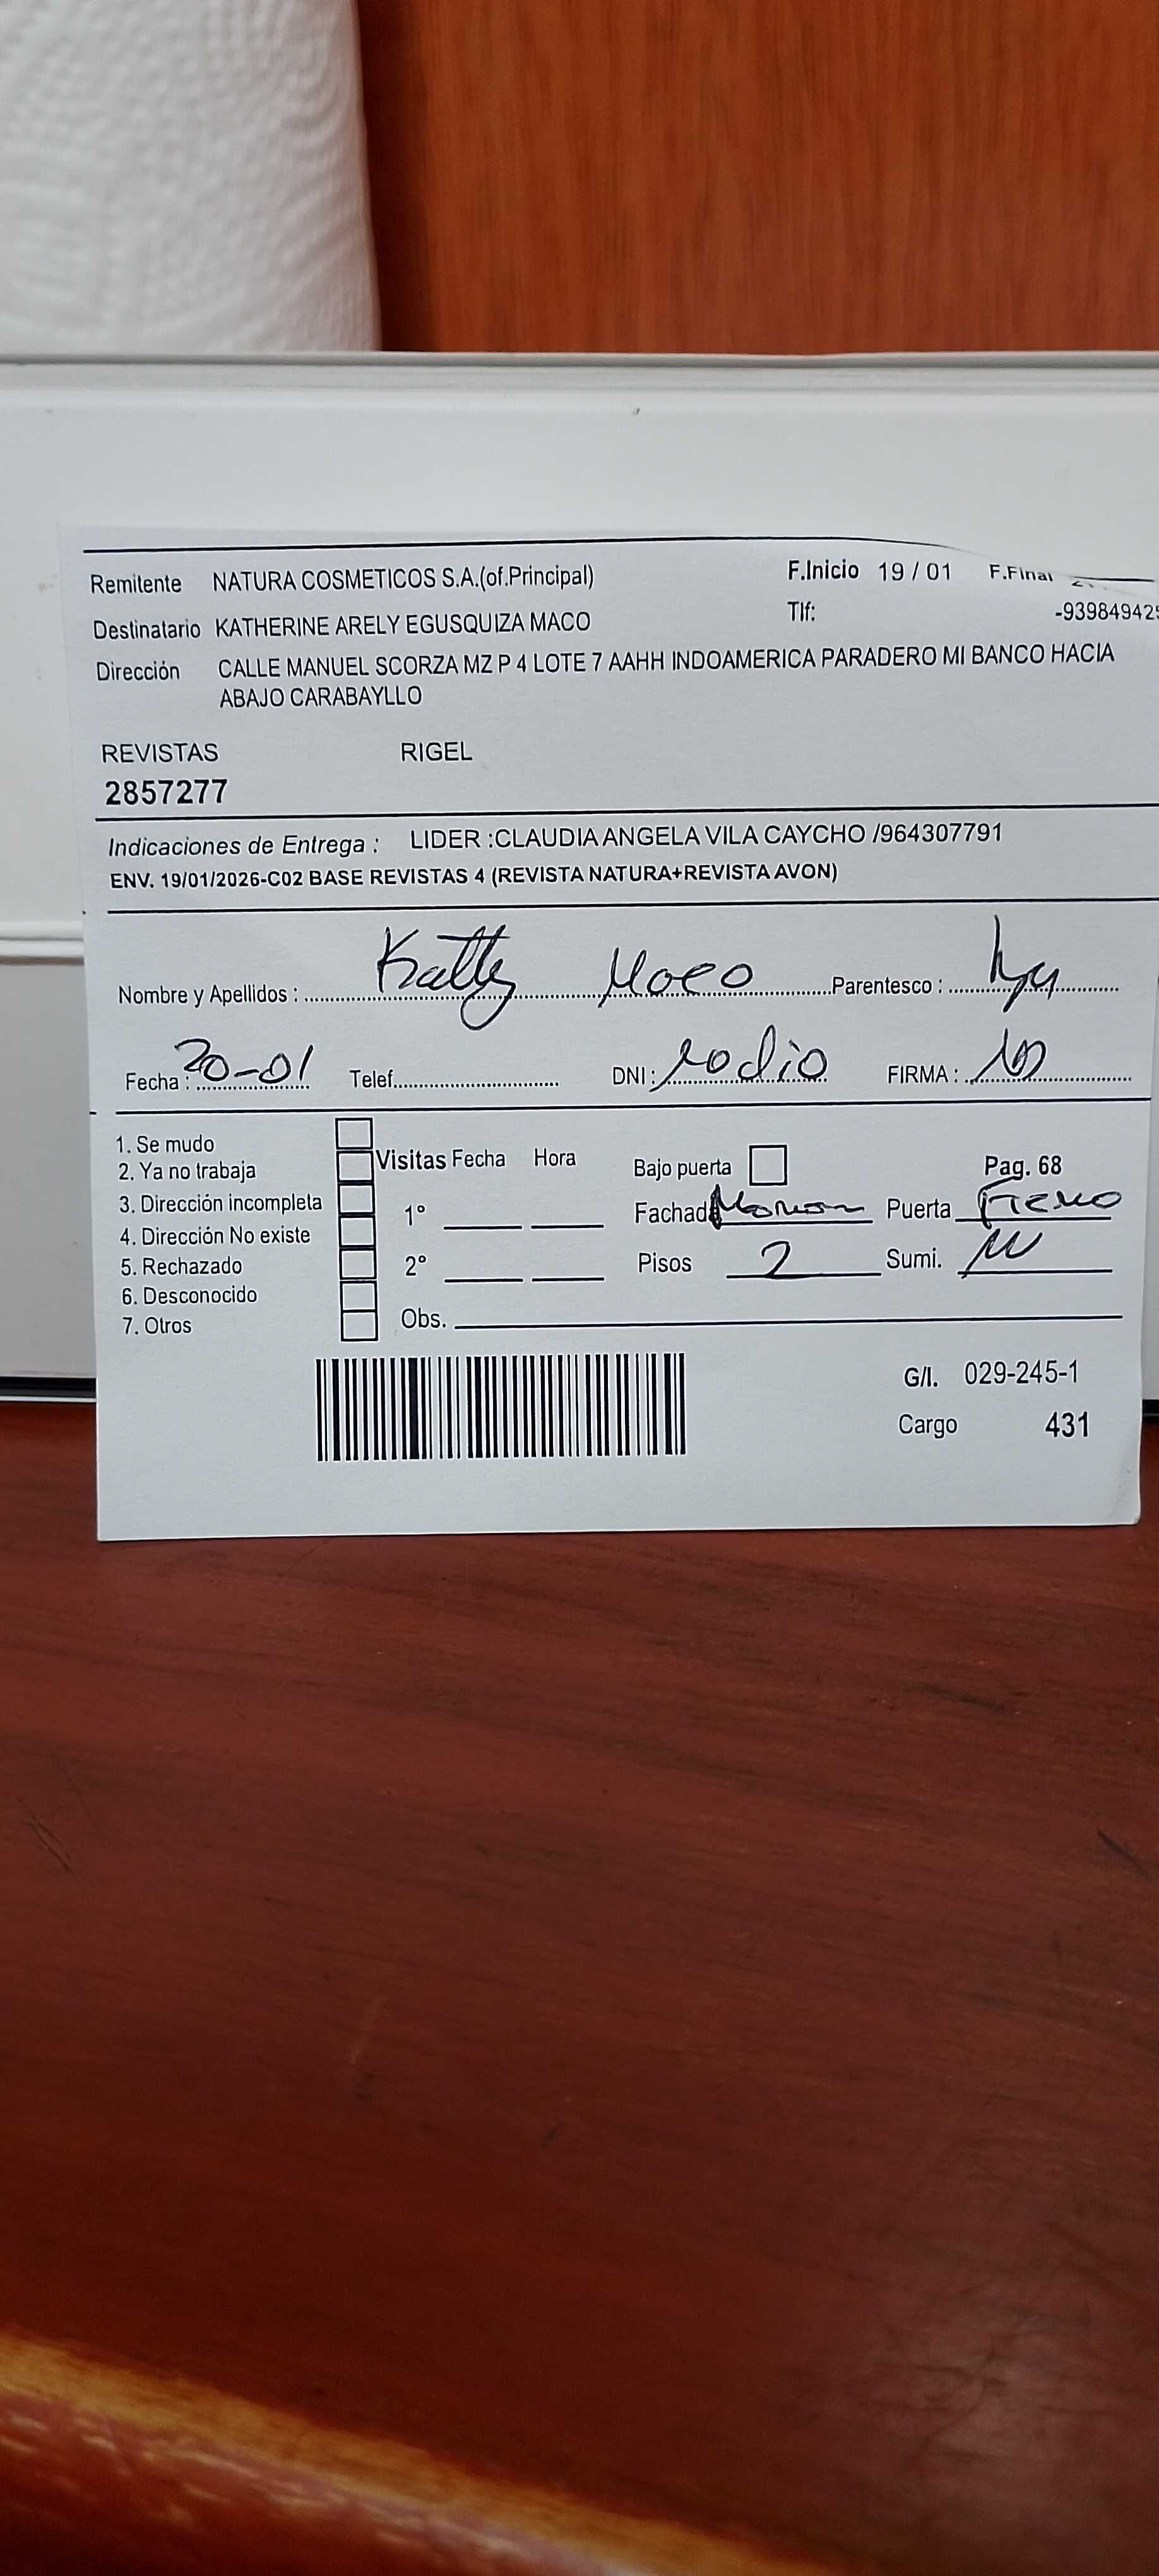 Remitente NATURA COSMETICOS S.A.(of.Principal) F.Inicio 19 / 01 F.Final
Destinatario KATHERINE ARELY EGUSQUIZA MACO Tlf: -939849425
Dirección CALLE MANUEL SCORZA MZ P 4 LOTE 7 AAHH INDOAMERICA PARADERO MI BANCO HACIA
ABAJO CARABAYLLO
REVISTAS RIGEL
2857277
Indicaciones de Entrega : LIDER :CLAUDIA ANGELA VILA CAYCHO /964307791
ENV. 19/01/2026-C02 BASE REVISTAS 4 (REVISTA NATURA+REVISTA AVON)
Nombre y Apellidos : Katty Maco Parentesco :
Fecha : 20-01 Telef. DNI : FIRMA :
1. Se mudo
2. Ya no trabaja
3. Dirección incompleta
4. Dirección No existe
5. Rechazado
6. Desconocido
7. Otros
Visitas Fecha Hora
1°
2°
Obs.
Bajo puerta Pag. 68
Fachada Puerta Fierro
Pisos 2 Sumi.
G/I. 029-245-1
Cargo 431